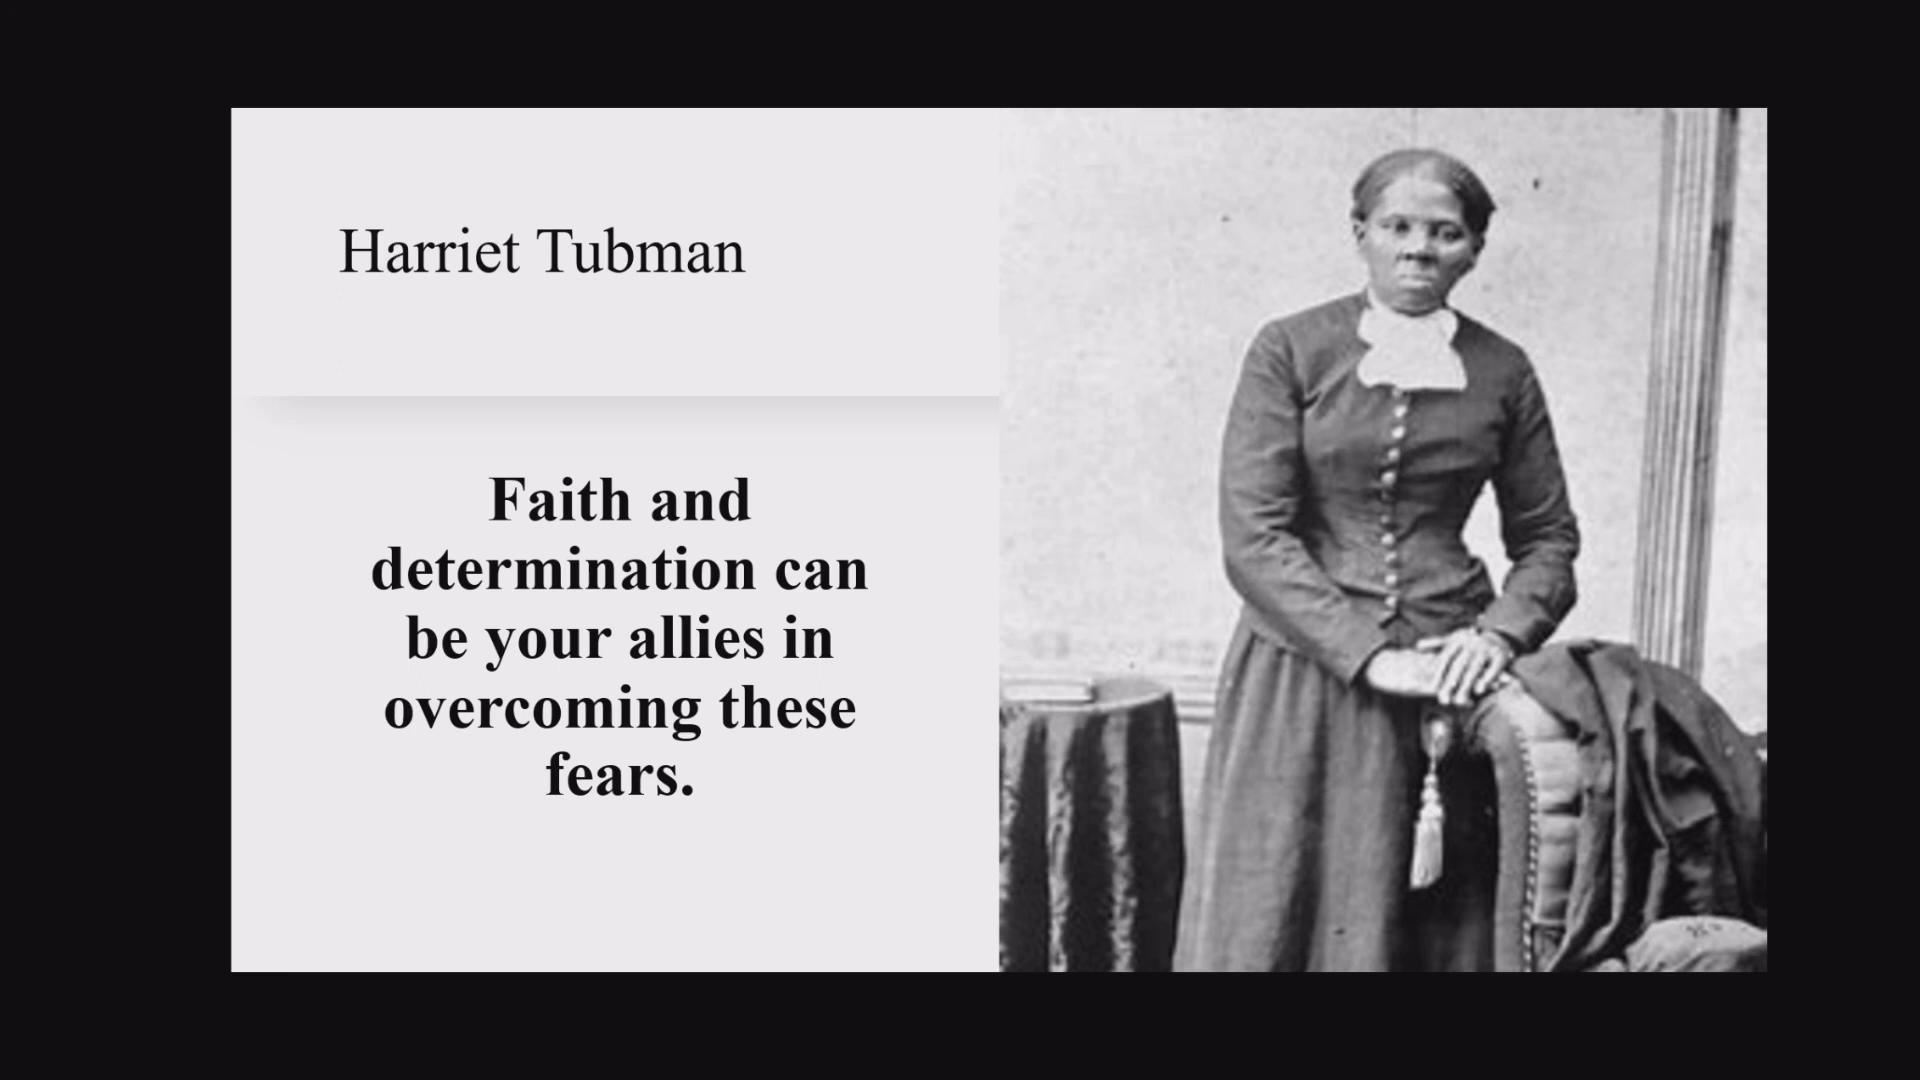 Harriet Tubman
Faith and
determination can
be your allies in
overcoming these
fears.